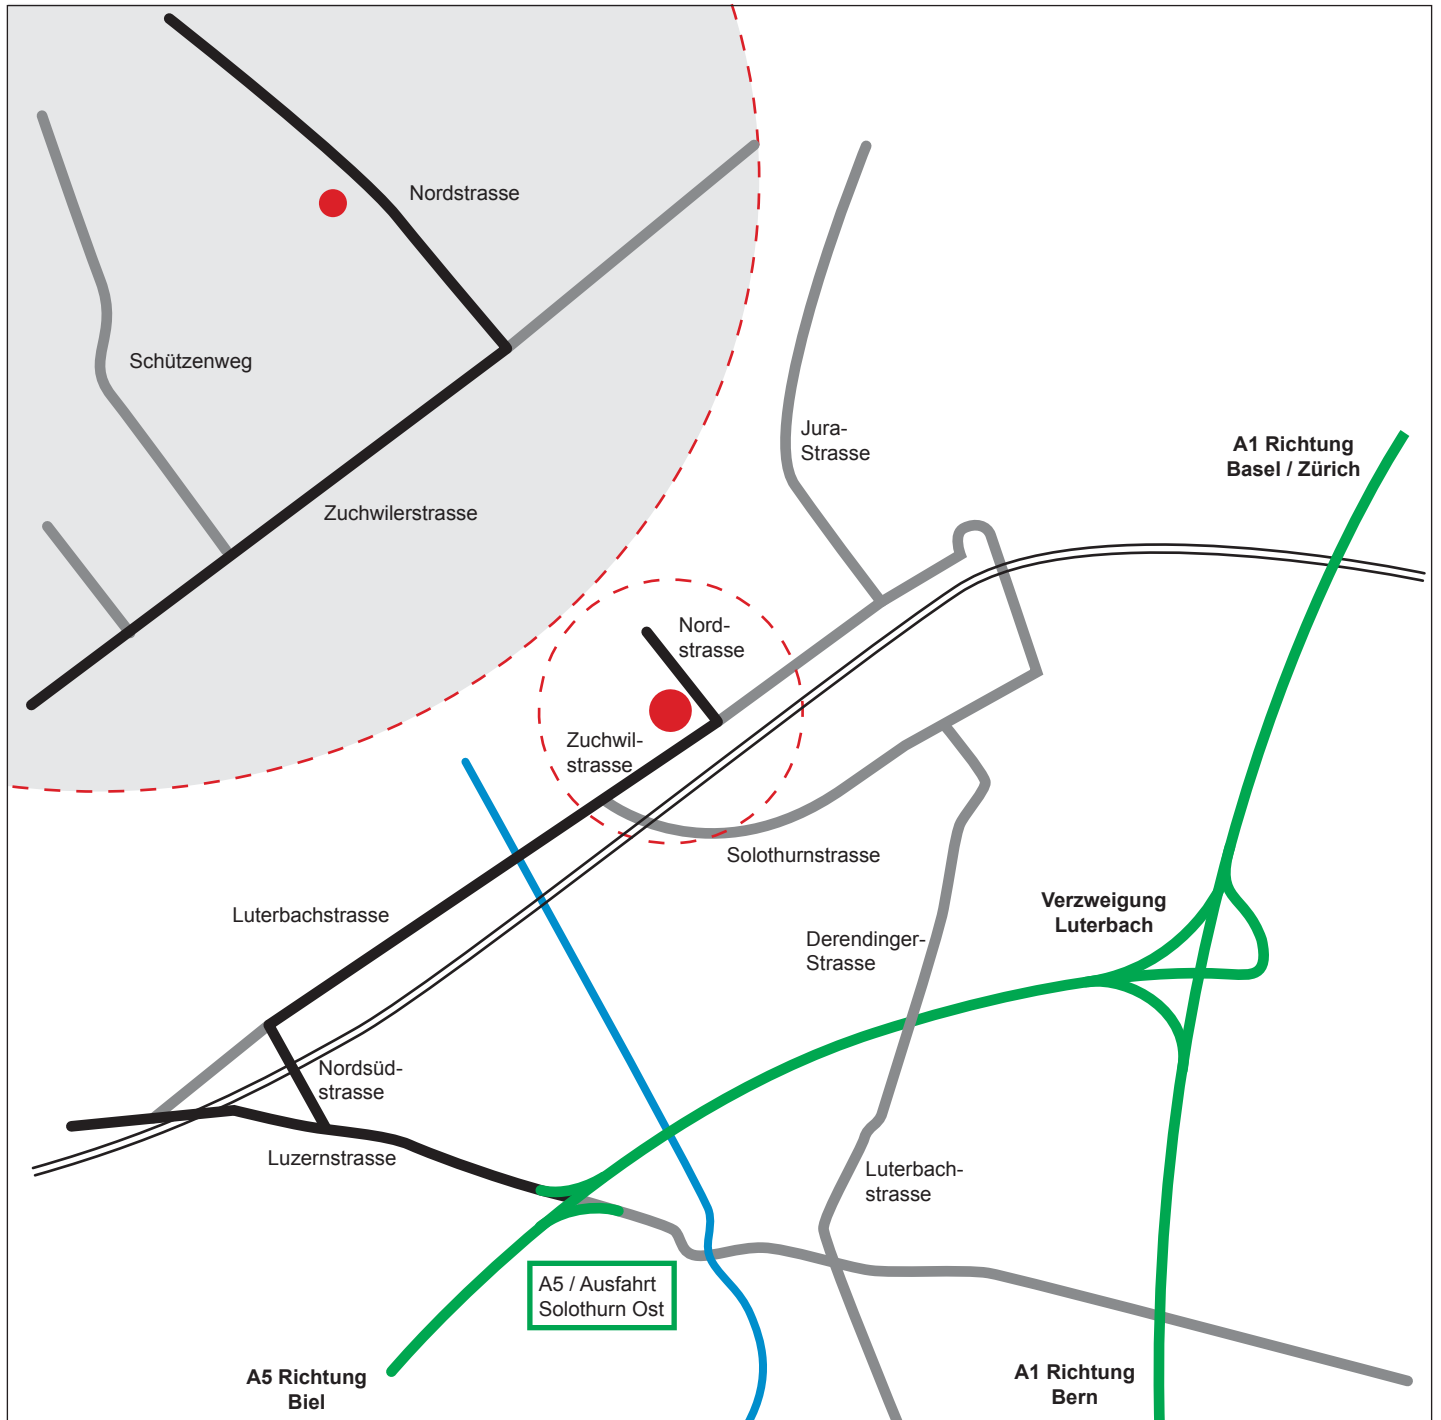 Nordstrasse
Schützenweg
Zuchwilerstrasse
Jura-
Strasse
A1 Richtung
Basel / Zürich
Nord-
strasse
Zuchwil-
strasse
Solothurnstrasse
Luterbachstrasse
Verzweigung
Luterbach
Derendinger-
Strasse
Nordsüd-
strasse
Luzernstrasse
Luterbach-
strasse
A5 / Ausfahrt
Solothurn Ost
A5 Richtung
Biel
A1 Richtung
Bern